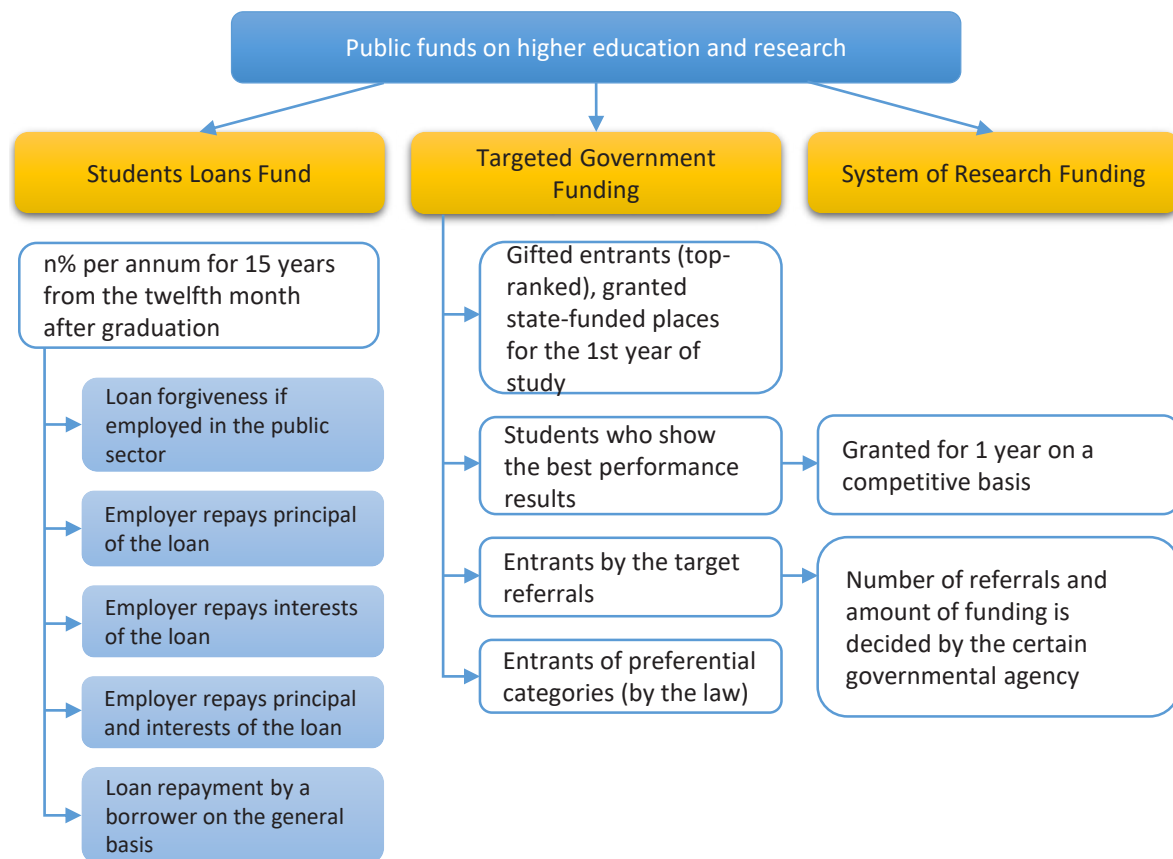 Public funds on higher education and research
Students Loans Fund
Targeted Government
Funding
System of Research Funding
n% per annum for 15 years
from the twelfth month
after graduation
Loan forgiveness if
employed in the public
sector
Employer repays principal
of the loan
Employer repays interests
of the loan
Employer repays principal
and interests of the loan
Loan repayment by a
borrower on the general
basis
Gifted entrants (top-
ranked), granted
state-funded places
for the 1st year of
study
Students who show
the best performance
results
Granted for 1 year on a
competitive basis
Entrants by the target
referrals
Number of referrals and
amount of funding is
decided by the certain
governmental agency
Entrants of preferential
categories (by the law)